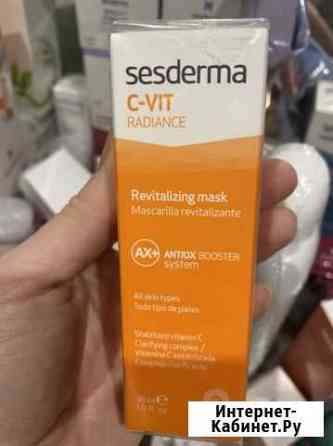 sesderma
C-VIT
RADIANCE
Revitalizing mask
Mascarilla revitalizante
AX+ ANTIOX BOOSTER
system
All skin types
Todo tipo de pieles
Stabilized vitamin C
Clarifying complex /
Vitamina C estabilizada
Интернет-
Кабинет.Ру